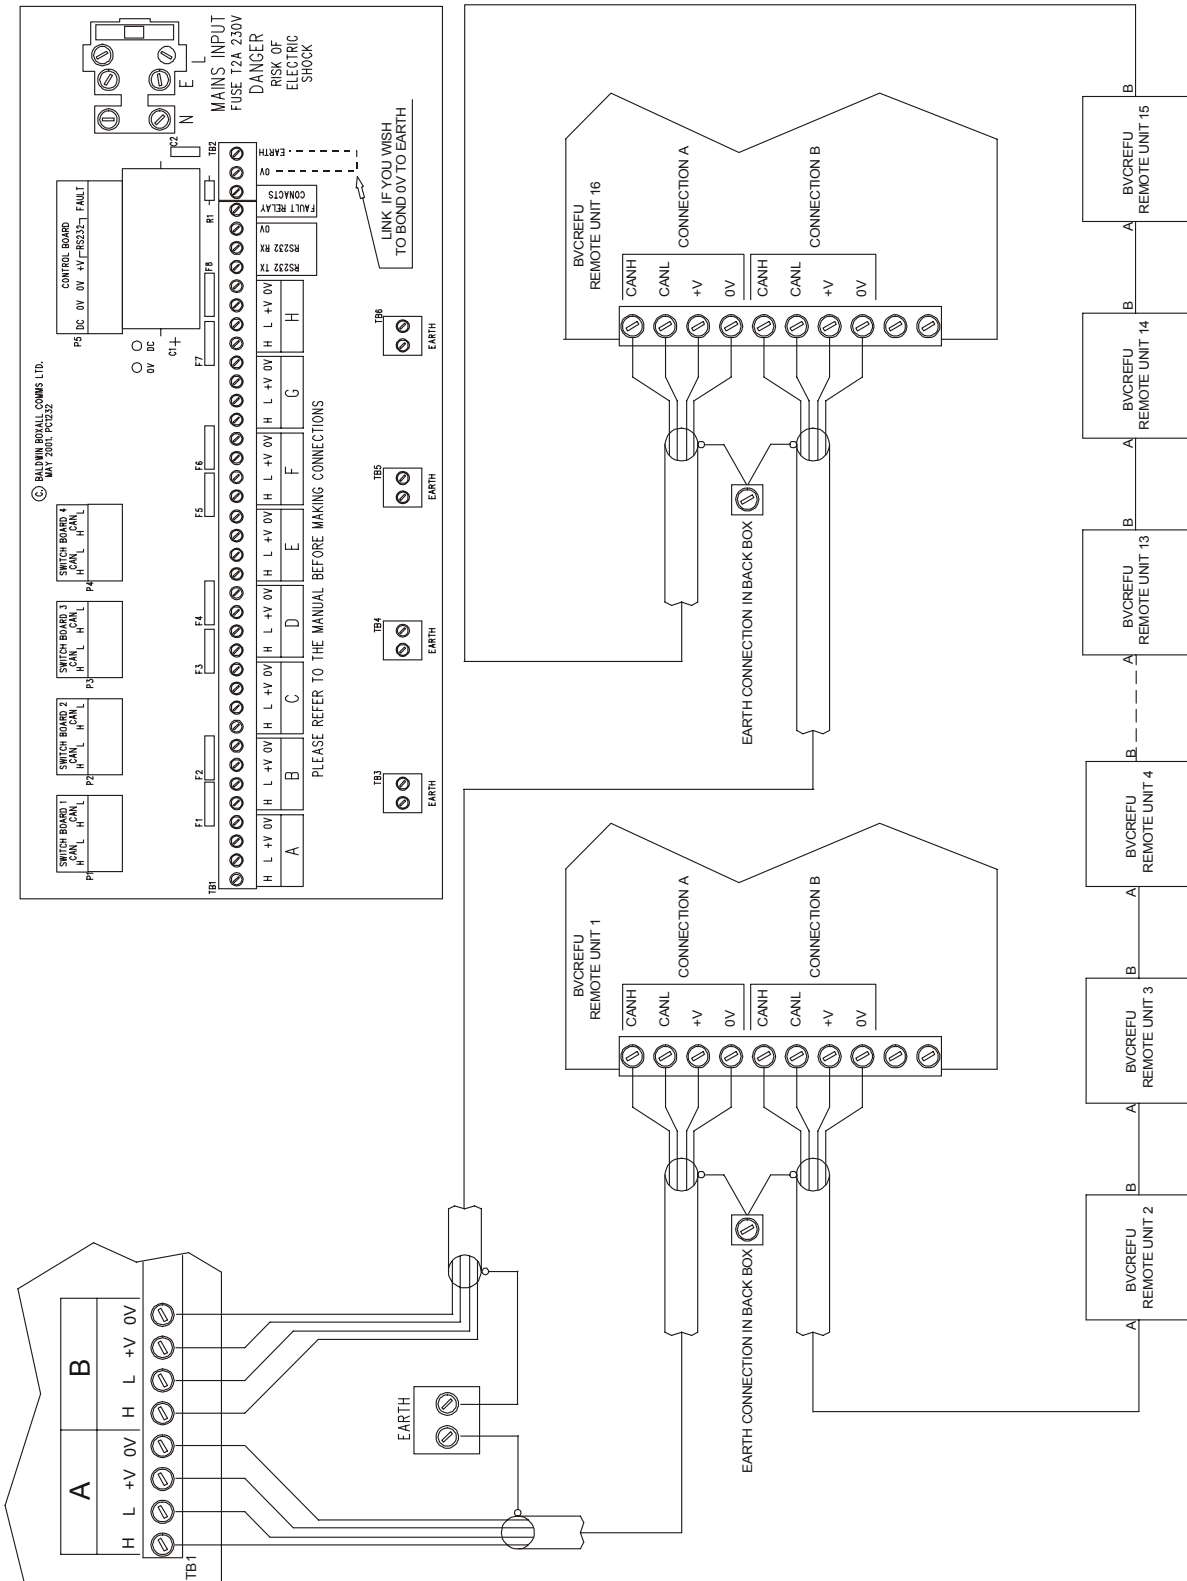 © BALDWIN BOXALL COMMS LTD.
MAY 2001. PC1232
SWITCH BOARD 1
CAN CAN
H L H L
P1
SWITCH BOARD 2
CAN CAN
H L H L
P2
SWITCH BOARD 3
CAN CAN
H L H L
P3
SWITCH BOARD 4
CAN CAN
H L H L
P4
CONTROL BOARD
DC 0V 0V +V RS232 FAULT
P5
0V DC
C1 +
R1
C2
MAINS INPUT
FUSE T2A 230V
DANGER
RISK OF
ELECTRIC
SHOCK
N E L
F1 F2 F3 F4 F5 F6 F7 F8
TB1
TB2
H L +V 0V H L +V 0V H L +V 0V H L +V 0V H L +V 0V H L +V 0V H L +V 0V H L +V 0V
A B C D E F G H
RS232 TX
RS232 RX
0V
FAULT RELAY
CONACTS
0V
EARTH
PLEASE REFER TO THE MANUAL BEFORE MAKING CONNECTIONS
LINK IF YOU WISH
TO BOND 0V TO EARTH
TB3
EARTH
TB4
EARTH
TB5
EARTH
TB6
EARTH
A B
H L +V 0V H L +V 0V
TB1
EARTH
BVCREFU
REMOTE UNIT 1
CANH
CANL
+V
0V
CONNECTION A
CANH
CANL
+V
0V
CONNECTION B
EARTH CONNECTION IN BACK BOX
BVCREFU
REMOTE UNIT 16
CANH
CANL
+V
0V
CONNECTION A
CANH
CANL
+V
0V
CONNECTION B
EARTH CONNECTION IN BACK BOX
A
BVCREFU
REMOTE UNIT 2
B
A
BVCREFU
REMOTE UNIT 3
B
A
BVCREFU
REMOTE UNIT 4
B
A
BVCREFU
REMOTE UNIT 13
B
A
BVCREFU
REMOTE UNIT 14
B
A
BVCREFU
REMOTE UNIT 15
B